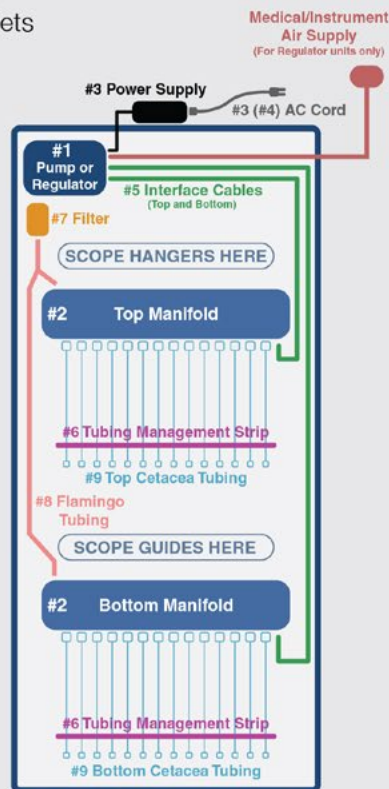 ets
Medical/Instrument
Air Supply
(For Regulator units only)
#3 Power Supply
#3 (#4) AC Cord
#1
Pump or
Regulator
#5 Interface Cables
(Top and Bottom)
#7 Filter
SCOPE HANGERS HERE
#2 Top Manifold
#6 Tubing Management Strip
#9 Top Cetacea Tubing
#8 Flamingo
Tubing
SCOPE GUIDES HERE
#2 Bottom Manifold
#6 Tubing Management Strip
#9 Bottom Cetacea Tubing